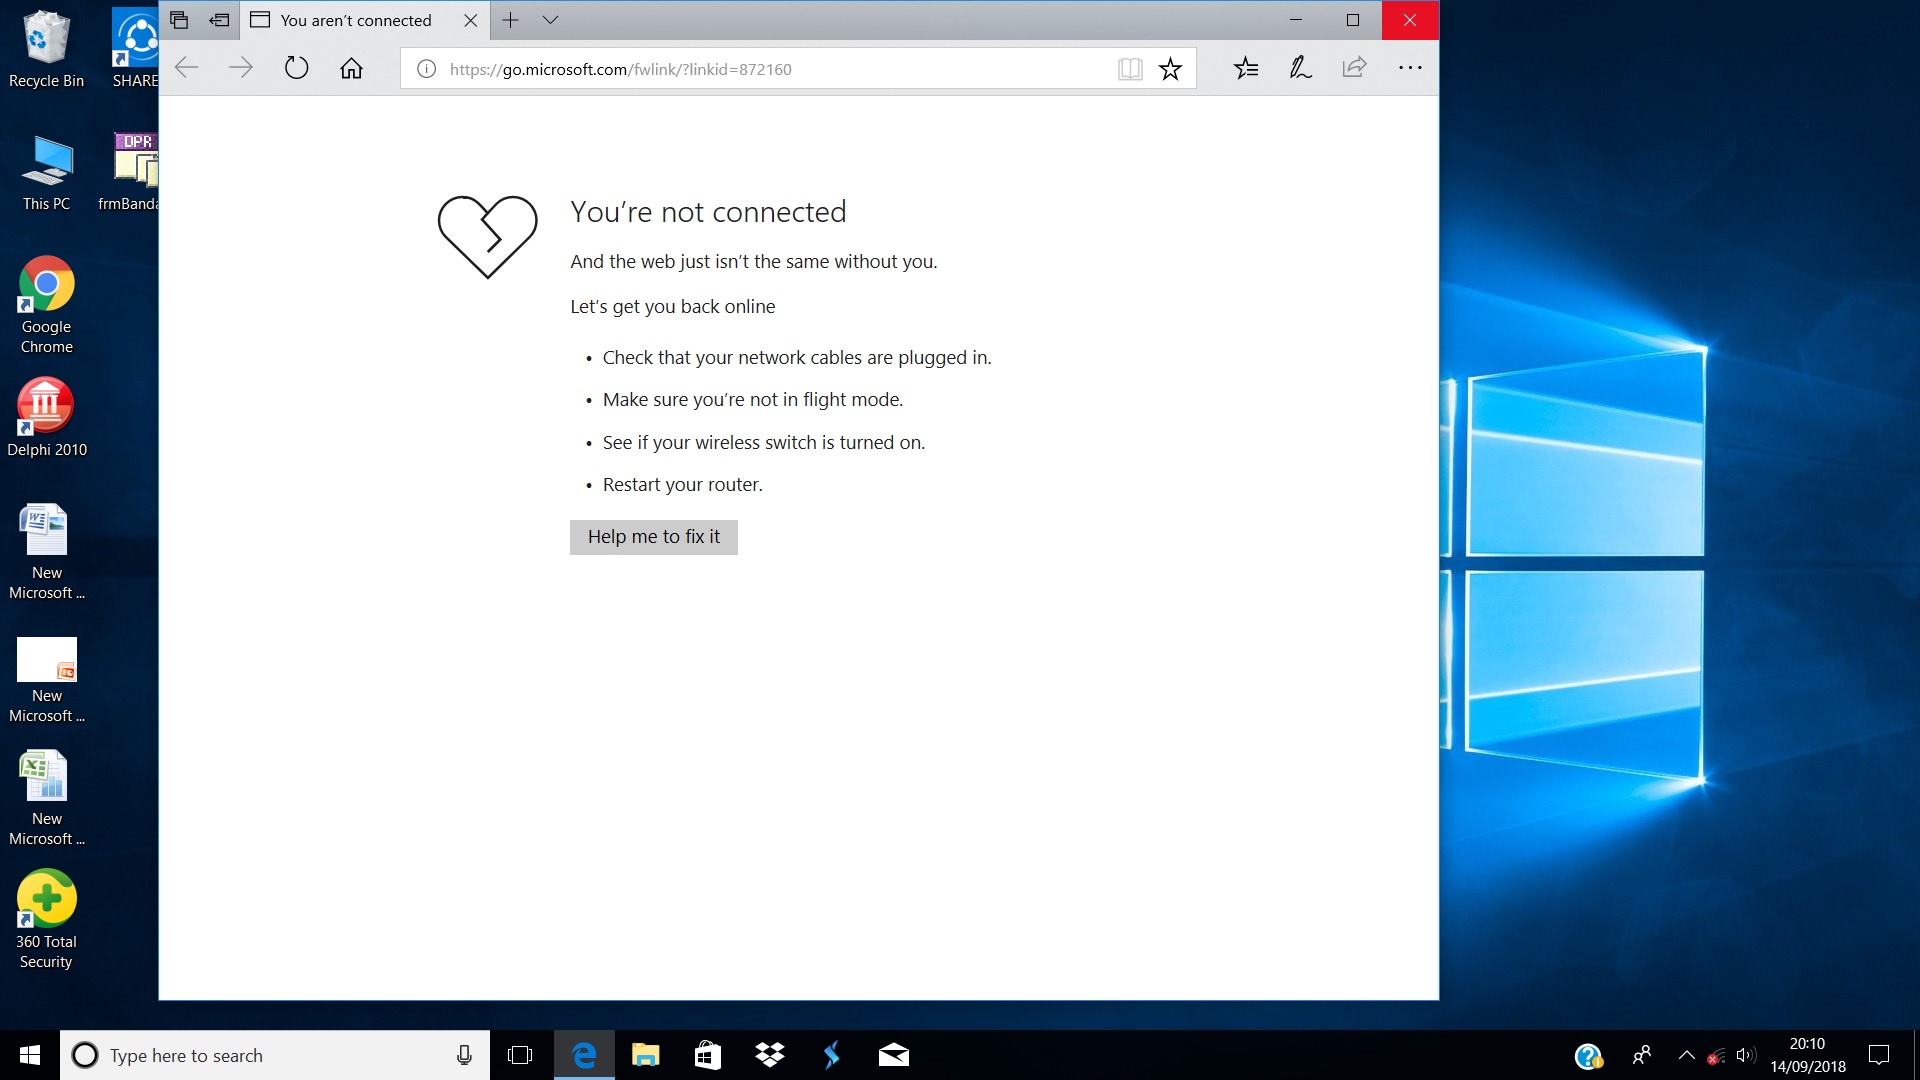 You aren't connected
https://go.microsoft.com/fwlink/?linkid=872160
Recycle Bin
SHARE
This PC
frmBanda
DPR
Google
Chrome
Delphi 2010
New
Microsoft ...
New
Microsoft ...
New
Microsoft ...
360 Total
Security
You're not connected
And the web just isn't the same without you.
Let's get you back online
• Check that your network cables are plugged in.
• Make sure you're not in flight mode.
• See if your wireless switch is turned on.
• Restart your router.
Help me to fix it
Type here to search
20:10
14/09/2018